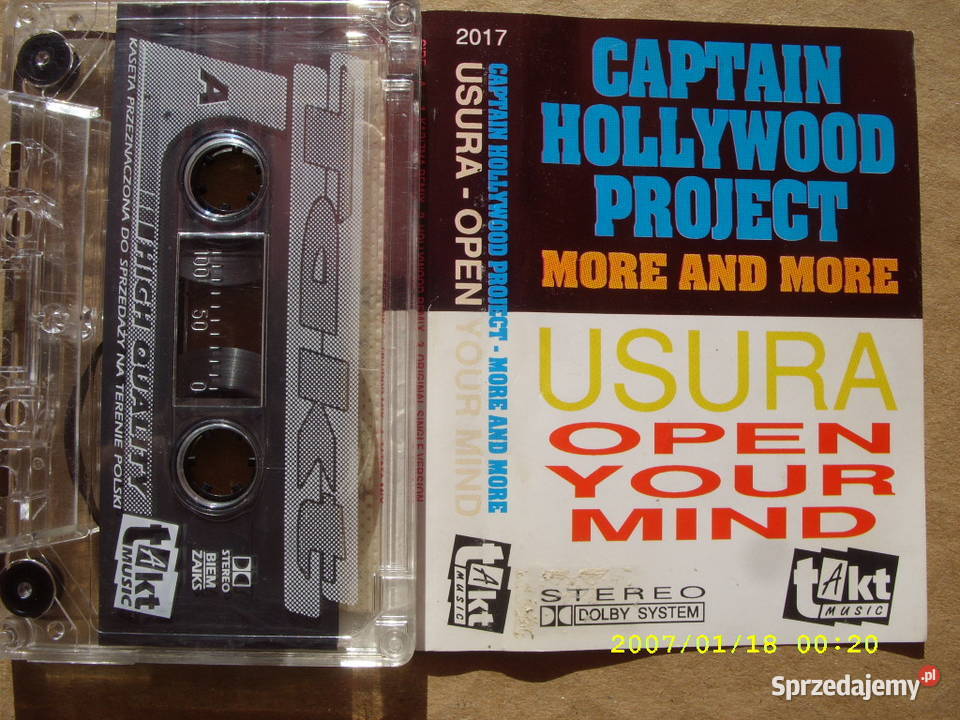 Takt
A
HIGH QUALITY
KASETA PRZEZNACZONA DO SPRZEDAŻY NA TERENIE POLSKI
100 50 0
takt
MUSIC
STEREO
BIEM
ZAIKS
2017
CAPTAIN HOLLYWOOD PROJECT - MORE AND MORE
USURA - OPEN YOUR MIND
takt
MUSIC
CAPTAIN
HOLLYWOOD
PROJECT
MORE AND MORE
USURA
OPEN
YOUR
MIND
STEREO
DOLBY SYSTEM
takt
MUSIC
2007/01/18 00:20
Sprzedajemy.pl